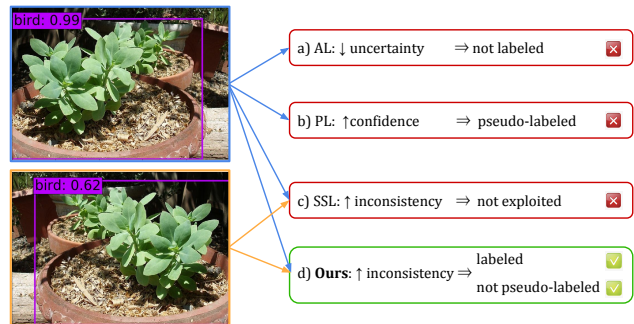 bird: 0.99
a) AL: ↓ uncertainty ⇒ not labeled
b) PL: ↑confidence ⇒ pseudo-labeled
bird: 0.62
c) SSL: ↑ inconsistency ⇒ not exploited
d) Ours: ↑ inconsistency ⇒ labeled
not pseudo-labeled